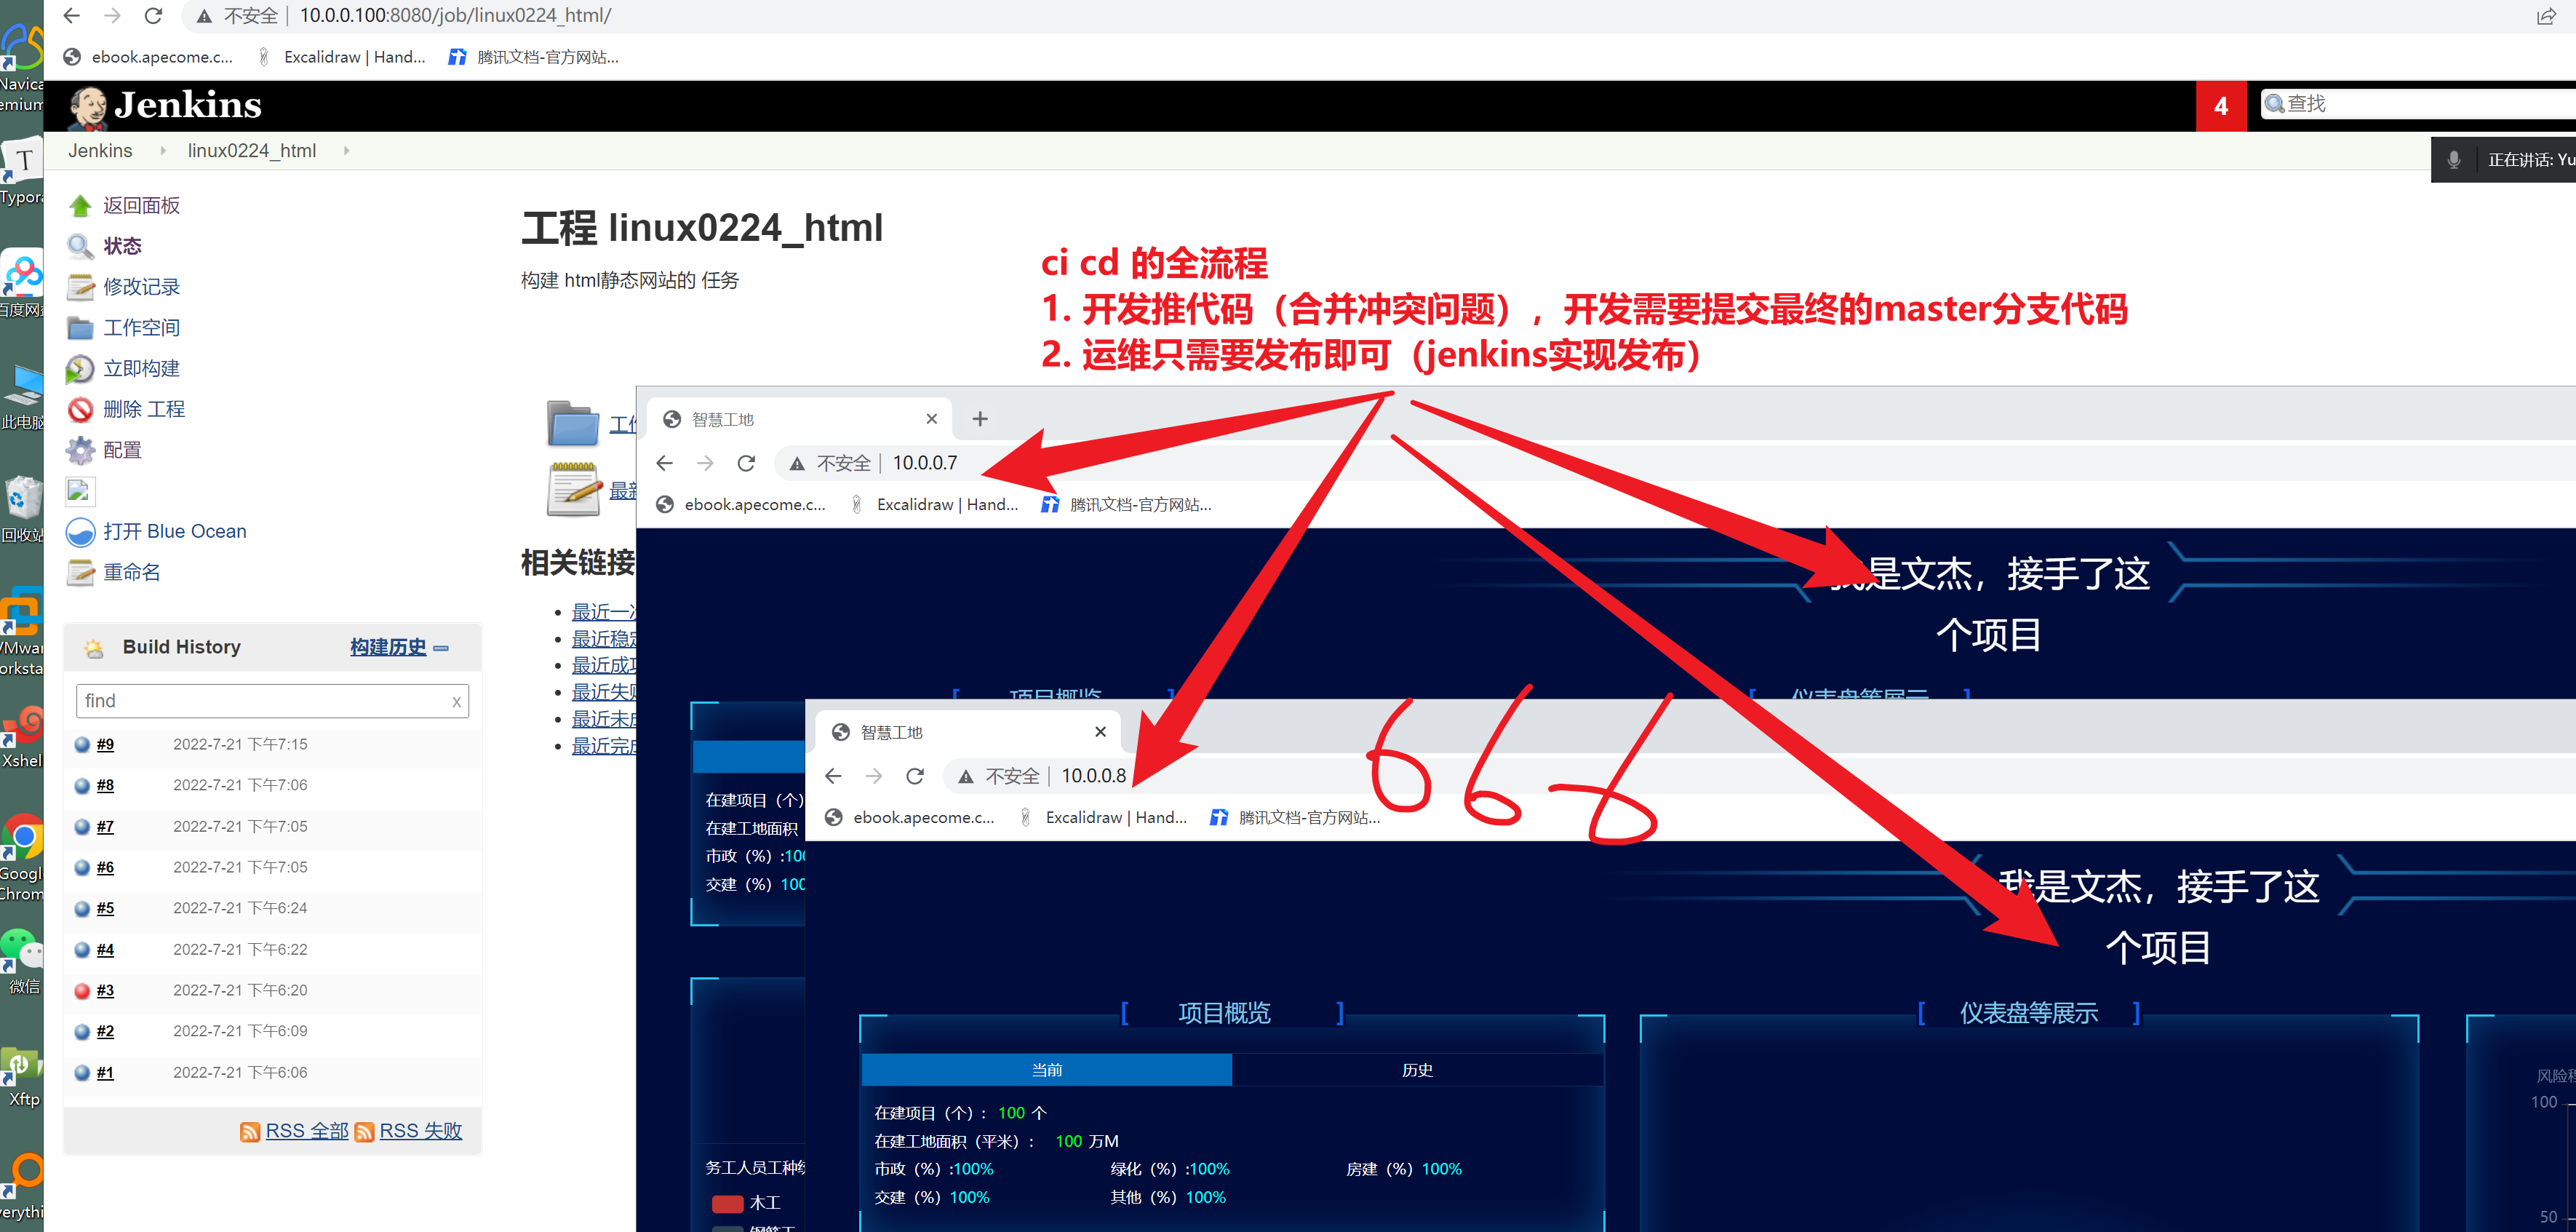 不安全 10.0.0.100:8080/job/linux0224_html/
ebook.apecome.c... Excalidraw | Hand... 腾讯文档-官方网站...
Jenkins
4
查找
Jenkins linux0224_html
正在讲话: Yu
返回面板
状态
修改记录
工作空间
立即构建
删除 工程
配置
打开 Blue Ocean
重命名
工程 linux0224_html
构建 html静态网站的 任务
ci cd 的全流程
1. 开发推代码（合并冲突问题），开发需要提交最终的master分支代码
2. 运维只需要发布即可（jenkins实现发布）
相关链接
最近一
最近稳定
最近成功
最近失败
最近未成
最近完成
Build History 构建历史
find x
#9 2022-7-21 下午7:15
#8 2022-7-21 下午7:06
#7 2022-7-21 下午7:05
#6 2022-7-21 下午7:05
#5 2022-7-21 下午6:24
#4 2022-7-21 下午6:22
#3 2022-7-21 下午6:20
#2 2022-7-21 下午6:09
#1 2022-7-21 下午6:06
RSS 全部 RSS 失败
智慧工地
不安全 10.0.0.7
ebook.apecome.c... Excalidraw | Hand... 腾讯文档-官方网站...
我是文杰，接手了这
个项目
项目概览 仪表盘等展示
在建项目（个）
在建工地面积
市政（%）:100
交建（%）100
务工人员工种统
木工
钢筋工
666
智慧工地
不安全 10.0.0.8
ebook.apecome.c... Excalidraw | Hand... 腾讯文档-官方网站...
我是文杰，接手了这
个项目
[ 项目概览 ] [ 仪表盘等展示 ]
当前 历史
在建项目（个）： 100 个
在建工地面积（平米）： 100 万M
市政（%）:100% 绿化（%）:100% 房建（%）100%
交建（%）100% 其他（%）100%
风险程
100
50
Navica
emium
Typora
百度网盘
此电脑
回收站
VMwar
orksta
Xshell
Googl
Chrom
微信
Xftp
verythi